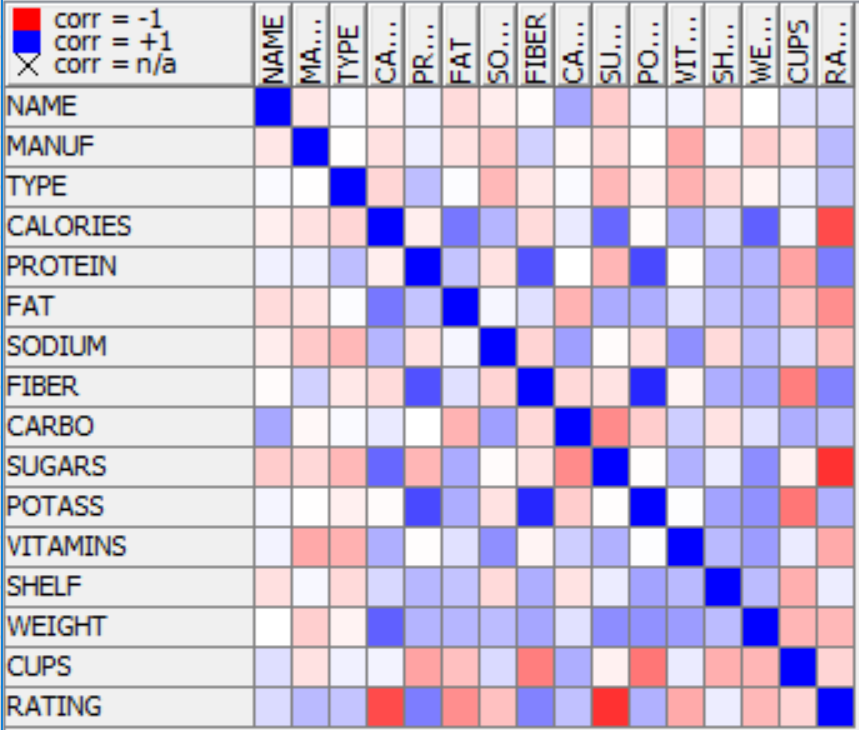 corr = -1
corr = +1
corr = n/a
NAME MA... TYPE CA... PR... FAT SO... FIBER CA... SU... PO... VIT... SH... WE... CUPS RA...
NAME
MANUF
TYPE
CALORIES
PROTEIN
FAT
SODIUM
FIBER
CARBO
SUGARS
POTASS
VITAMINS
SHELF
WEIGHT
CUPS
RATING